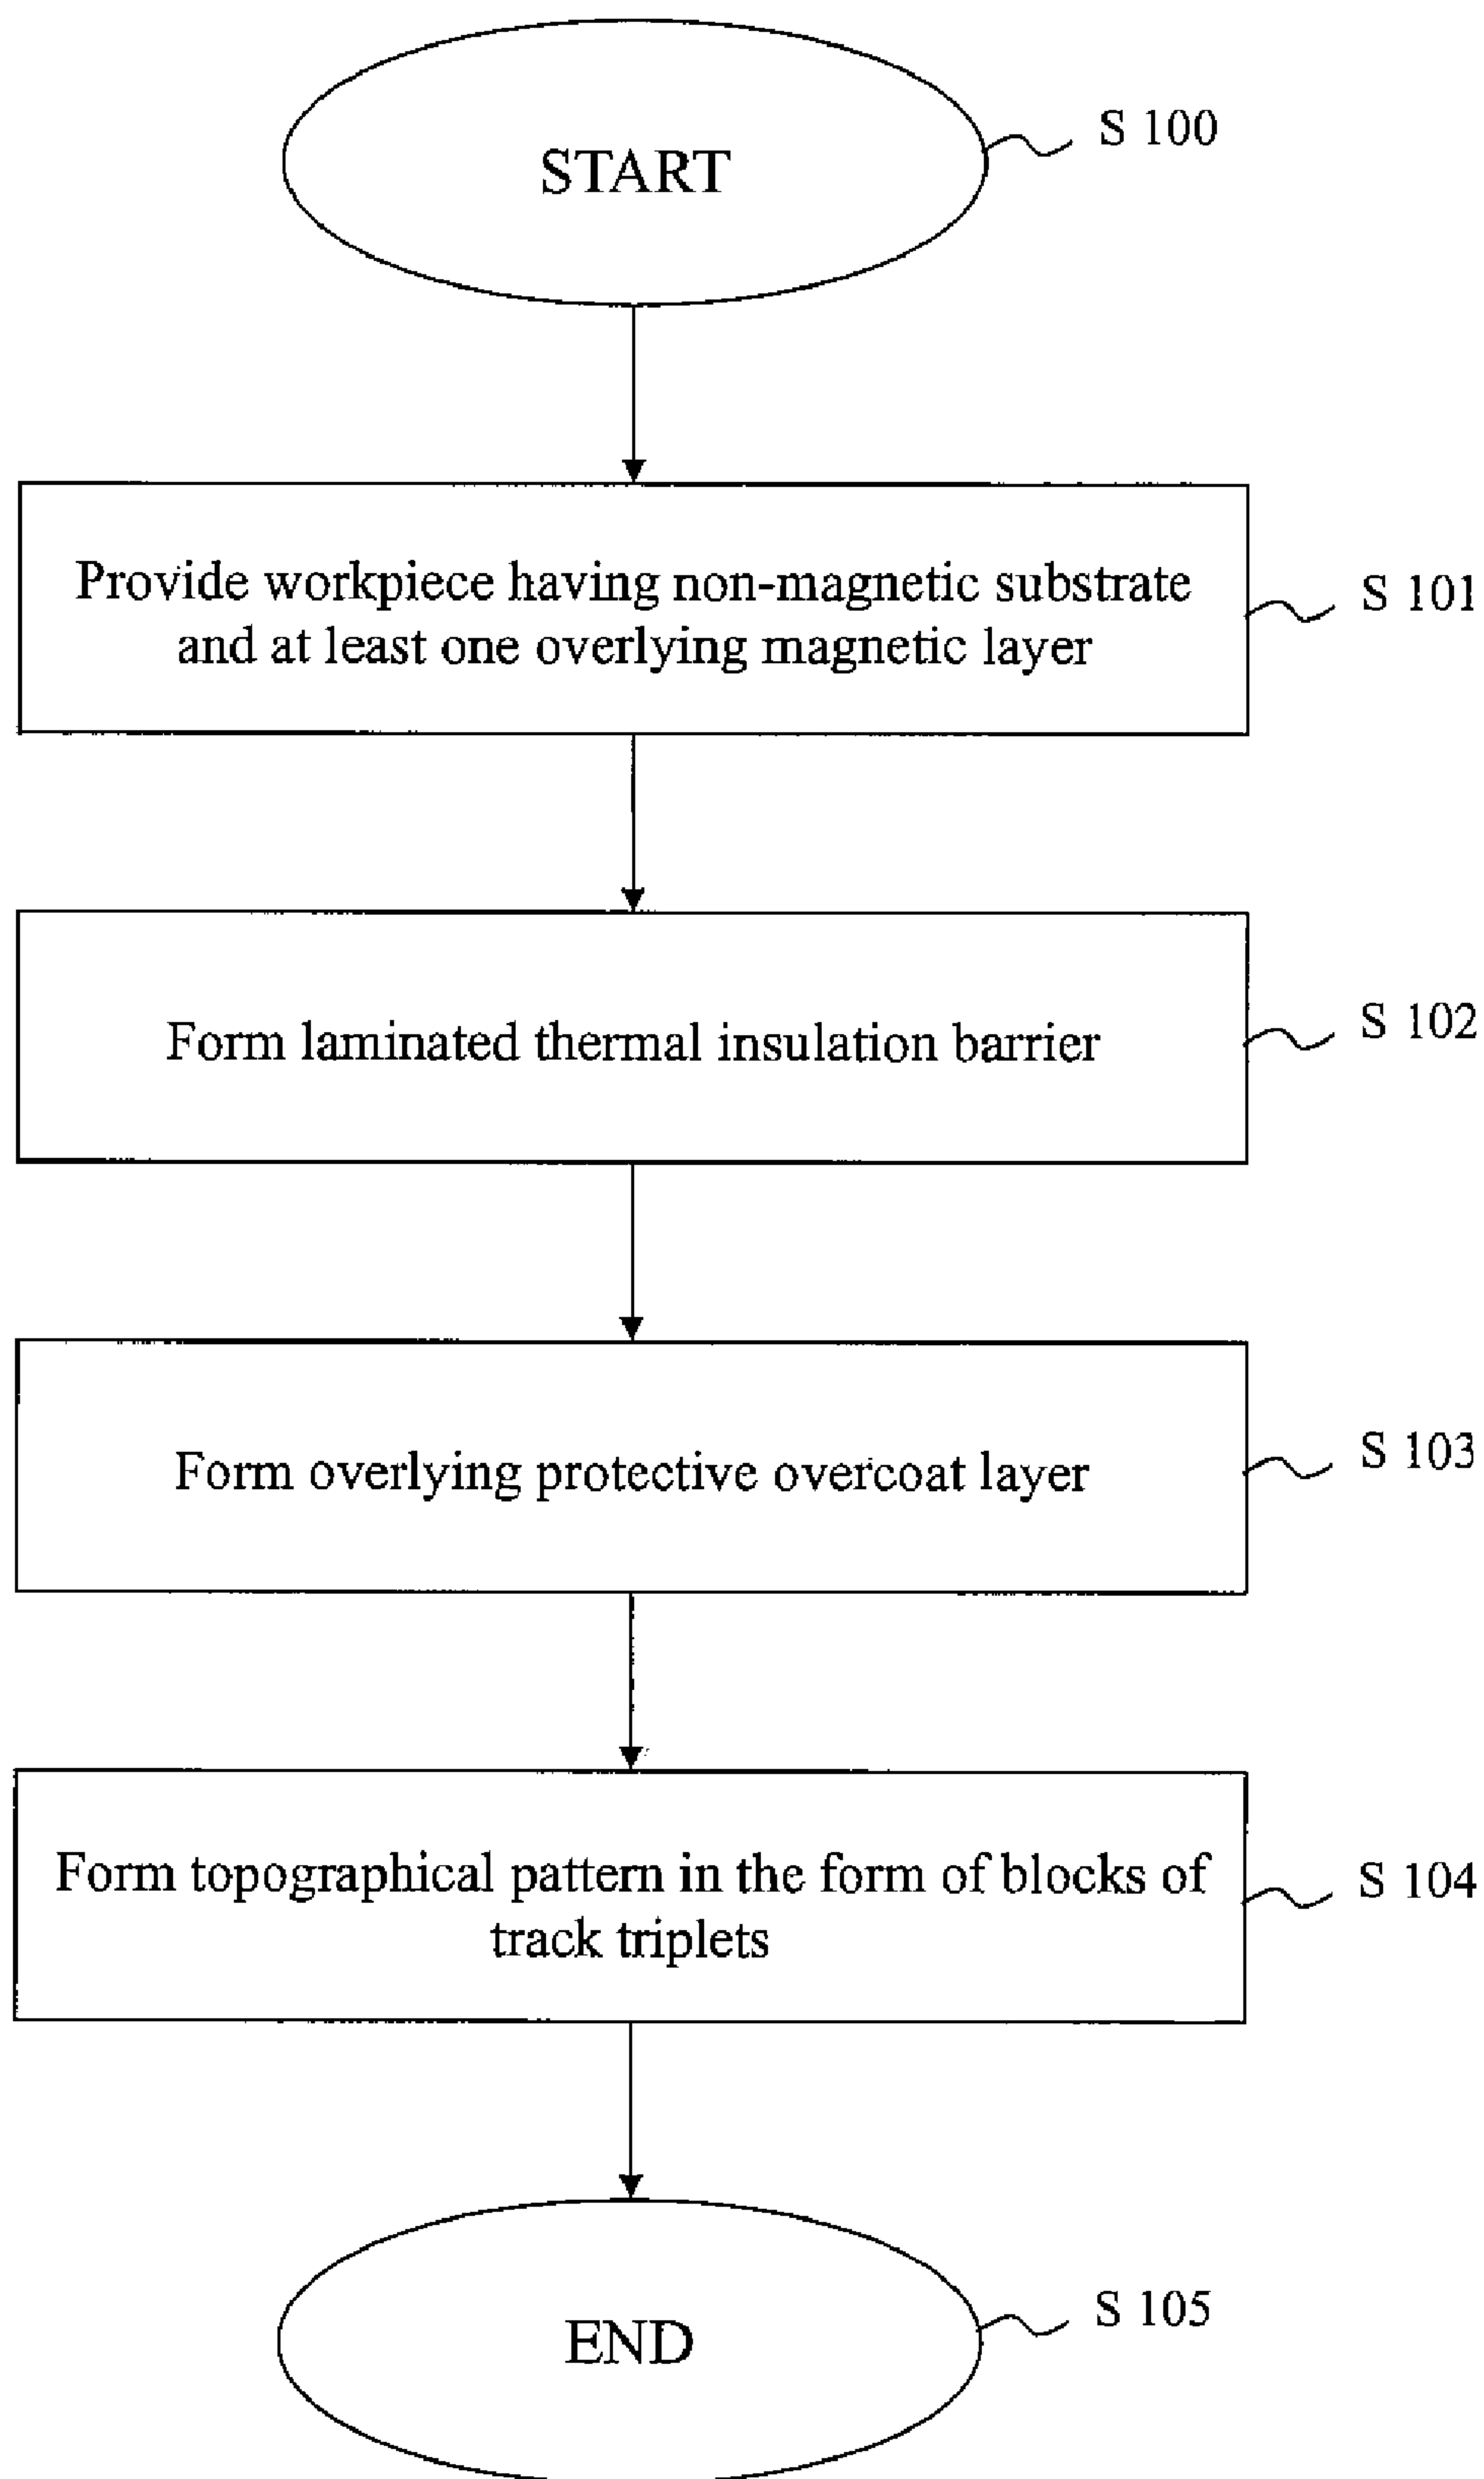 START
S 100
Provide workpiece having non-magnetic substrate
and at least one overlying magnetic layer
S 101
Form laminated thermal insulation barrier
S 102
Form overlying protective overcoat layer
S 103
Form topographical pattern in the form of blocks of
track triplets
S 104
END
S 105